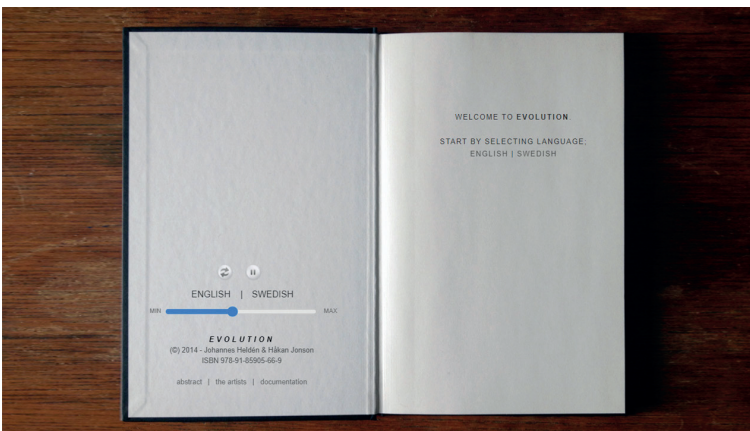 ENGLISH | SWEDISH
MIN MAX
EVOLUTION
(©) 2014 - Johannes Heldén & Håkan Jonson
ISBN 978-91-85905-66-9
abstract | the artists | documentation
WELCOME TO EVOLUTION.
START BY SELECTING LANGUAGE:
ENGLISH | SWEDISH